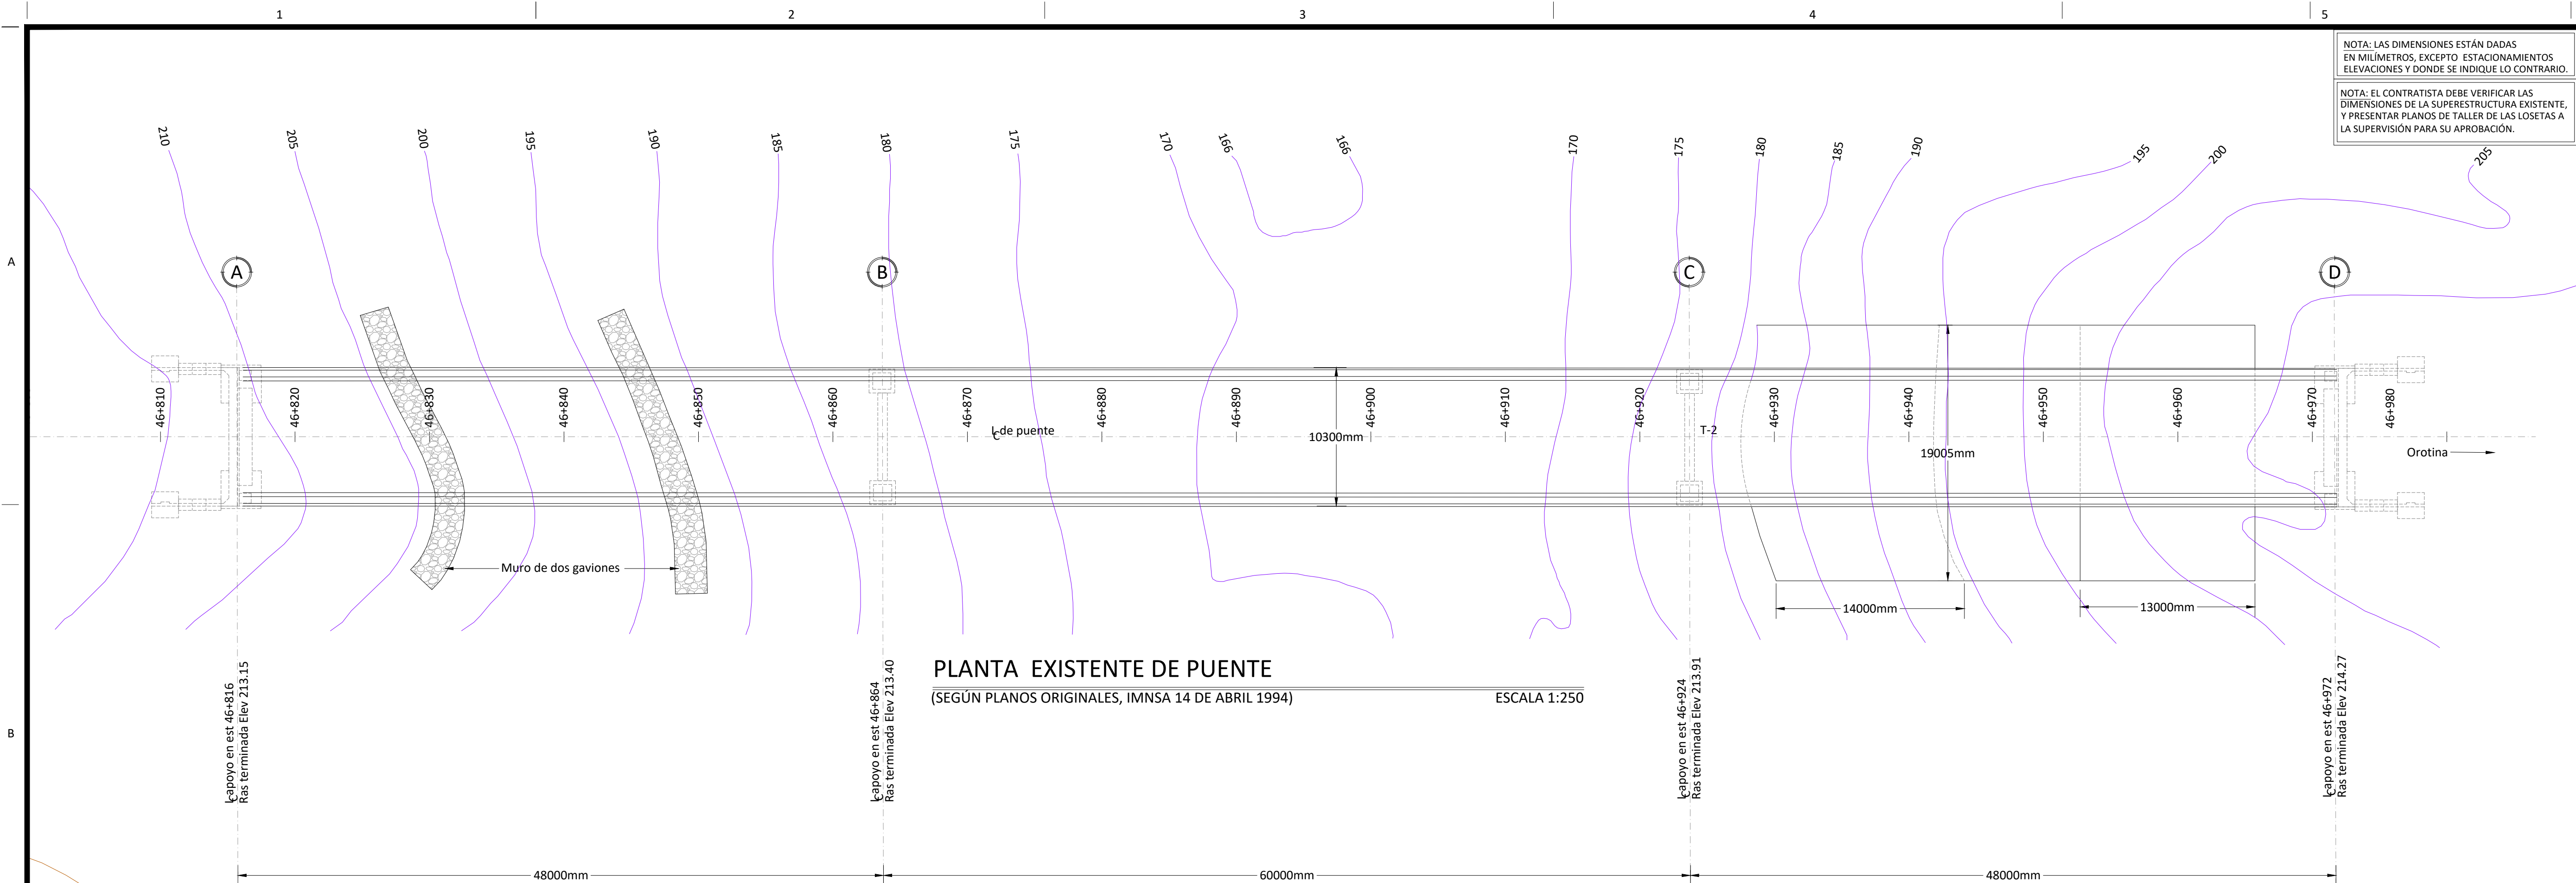 1
2
3
4
5
NOTA: LAS DIMENSIONES ESTÁN DADAS
EN MILÍMETROS, EXCEPTO ESTACIONAMIENTOS
ELEVACIONES Y DONDE SE INDIQUE LO CONTRARIO.
NOTA: EL CONTRATISTA DEBE VERIFICAR LAS
DIMENSIONES DE LA SUPERESTRUCTURA EXISTENTE,
Y PRESENTAR PLANOS DE TALLER DE LAS LOSETAS A
LA SUPERVISIÓN PARA SU APROBACIÓN.
210
205
200
195
190
185
180
175
170
166
166
170
175
180
185
190
195
200
205
A
A
B
C
D
46+810
46+820
46+830
46+840
46+850
46+860
46+870
46+880
46+890
46+900
46+910
46+920
46+930
46+940
46+950
46+960
46+970
46+980
CL de puente
10300mm
T-2
19005mm
Orotina
Muro de dos gaviones
14000mm
13000mm
PLANTA EXISTENTE DE PUENTE
(SEGÚN PLANOS ORIGINALES, IMNSA 14 DE ABRIL 1994)
ESCALA 1:250
B
CL apoyo en est 46+816
Ras terminada Elev 213.15
CL apoyo en est 46+864
Ras terminada Elev 213.40
CL apoyo en est 46+924
Ras terminada Elev 213.91
CL apoyo en est 46+972
Ras terminada Elev 214.27
48000mm
60000mm
48000mm